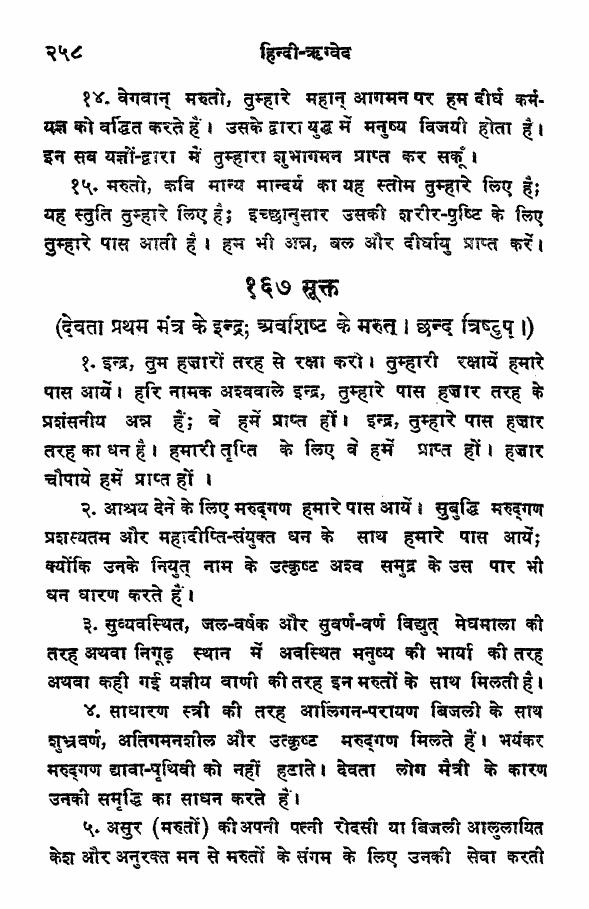 २५८ हिन्दी-ऋग्वेद
१४. वेगवान् मरुतो, तुम्हारे महान् आगमन पर हम दीर्घ कर्म-
यज्ञ को वर्द्धित करते हैं। उसके द्वारा युद्ध में मनुष्य विजयी होता है।
इन सब यज्ञों-द्वारा मैं तुम्हारा शुभागमन प्राप्त कर सकूँ।
१५. मरुतो, कवि मान्य मान्दर्य का यह स्तोम तुम्हारे लिए है;
यह स्तुति तुम्हारे लिए है; इच्छानुसार उसकी शरीर-पुष्टि के लिए
तुम्हारे पास आती है। हम भी अन्न, बल और दीर्घायु प्राप्त करें।
१६७ सूक्त
(देवता प्रथम मंत्र के इन्द्र; अवशिष्ट के मरुत्। छन्द त्रिष्टुप्।)
१. इन्द्र, तुम हजारों तरह से रक्षा करो। तुम्हारी रक्षायें हमारे
पास आयें। हरि नामक अश्ववाले इन्द्र, तुम्हारे पास हजार तरह के
प्रशंसनीय अन्न हैं; वे हमें प्राप्त हों। इन्द्र, तुम्हारे पास हजार
तरह का धन है। हमारी तृप्ति के लिए वे हमें प्राप्त हों। हजार
चौपाये हमें प्राप्त हों।
२. आश्रय देने के लिए मरुद्गण हमारे पास आयें। सुबुद्धि मरुद्गण
प्रशस्यतम और महादीप्ति-संयुक्त धन के साथ हमारे पास आयें;
क्योंकि उनके नियुत् नाम के उत्कृष्ट अश्व समुद्र के उस पार भी
धन धारण करते हैं।
३. सुव्यवस्थित, जल-वर्षक और सुवर्ण-वर्ण विद्युत् मेघमाला की
तरह अथवा निगूढ़ स्थान में अवस्थित मनुष्य की भार्या की तरह
अथवा कही गई यज्ञीय वाणी की तरह इन मरुतों के साथ मिलती है।
४. साधारण स्त्री की तरह आलिंगन-परायण बिजली के साथ
शुभ्रवर्ण, अतिगमनशील और उत्कृष्ट मरुद्गण मिलते हैं। भयंकर
मरुद्गण द्यावा-पृथिवी को नहीं हटाते। देवता लोग मैत्री के कारण
उनकी समृद्धि का साधन करते हैं।
५. असुर (मरुतों) की अपनी पत्नी रोदसी या बिजली आलुलायित
केश और अनुरक्त मन से मरुतों के संगम के लिए उनकी सेवा करती